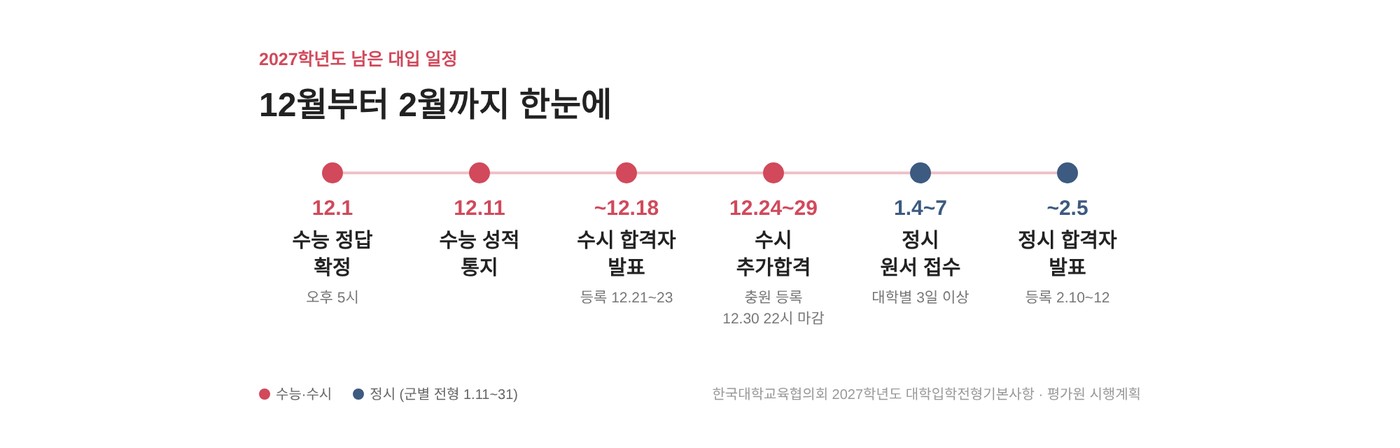 2027학년도 남은 대입 일정
12월부터 2월까지 한눈에
12.1
수능 정답
확정
오후 5시
12.11
수능 성적
통지
~12.18
수시 합격자
발표
등록 12.21~23
12.24~29
수시
추가합격
충원 등록
12.30 22시 마감
1.4~7
정시
원서 접수
대학별 3일 이상
~2.5
정시 합격자
발표
등록 2.10~12
수능·수시
정시 (군별 전형 1.11~31)
한국대학교육협의회 2027학년도 대학입학전형기본사항 · 평가원 시행계획